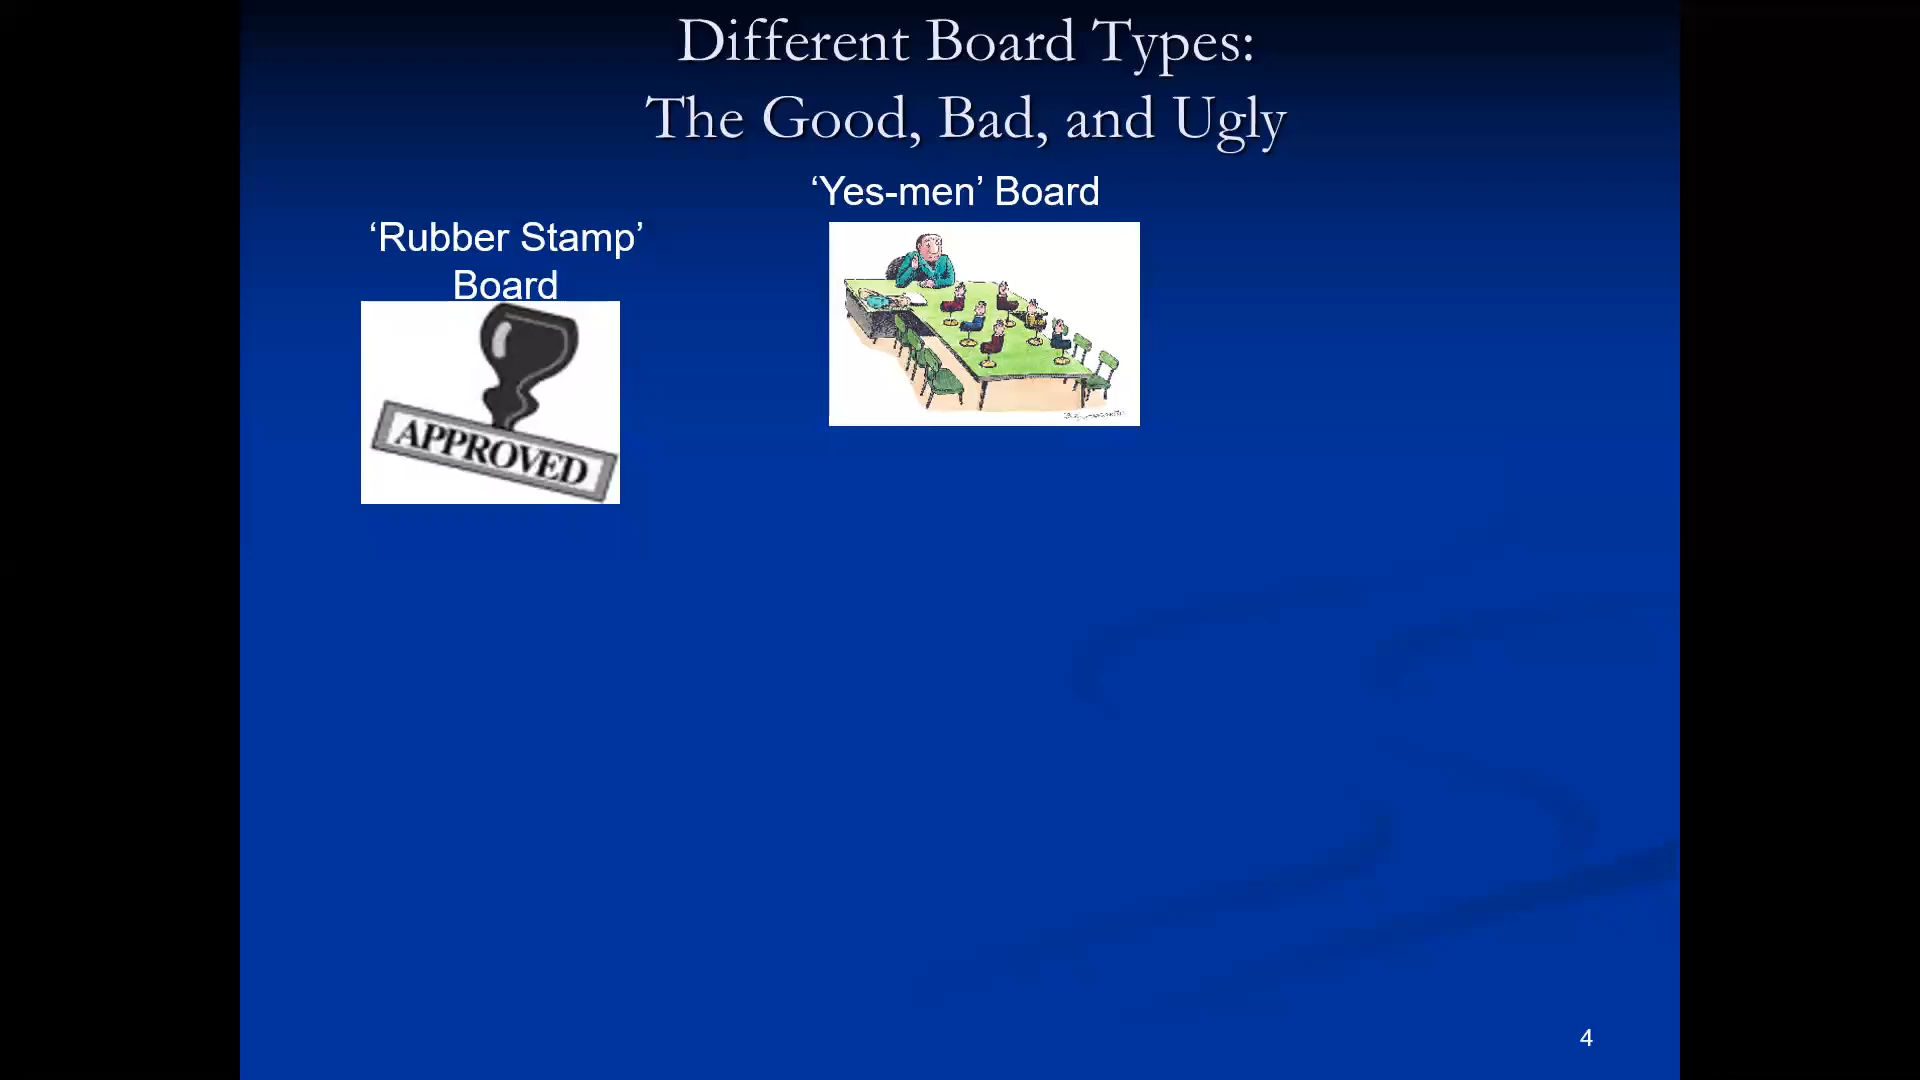 Different Board Types:
The Good, Bad, and Ugly
‘Yes-men’ Board
‘Rubber Stamp’
Board
APPROVED
4